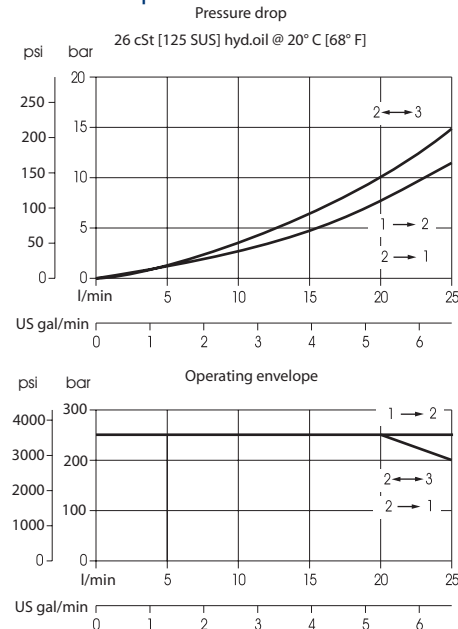 Pressure drop
26 cSt [125 SUS] hyd.oil @ 20° C [68° F]
psi bar
20
250
15
200
150
10
100
5
50
0 0
2 ↔ 3
1 → 2
2 → 1
l/min 5 10 15 20 25
US gal/min
0 1 2 3 4 5 6
Operating envelope
psi bar
300
4000
3000
200
2000
100
1000
0 0
1 → 2
2 ↔ 3
2 → 1
l/min 5 10 15 20 25
US gal/min
0 1 2 3 4 5 6